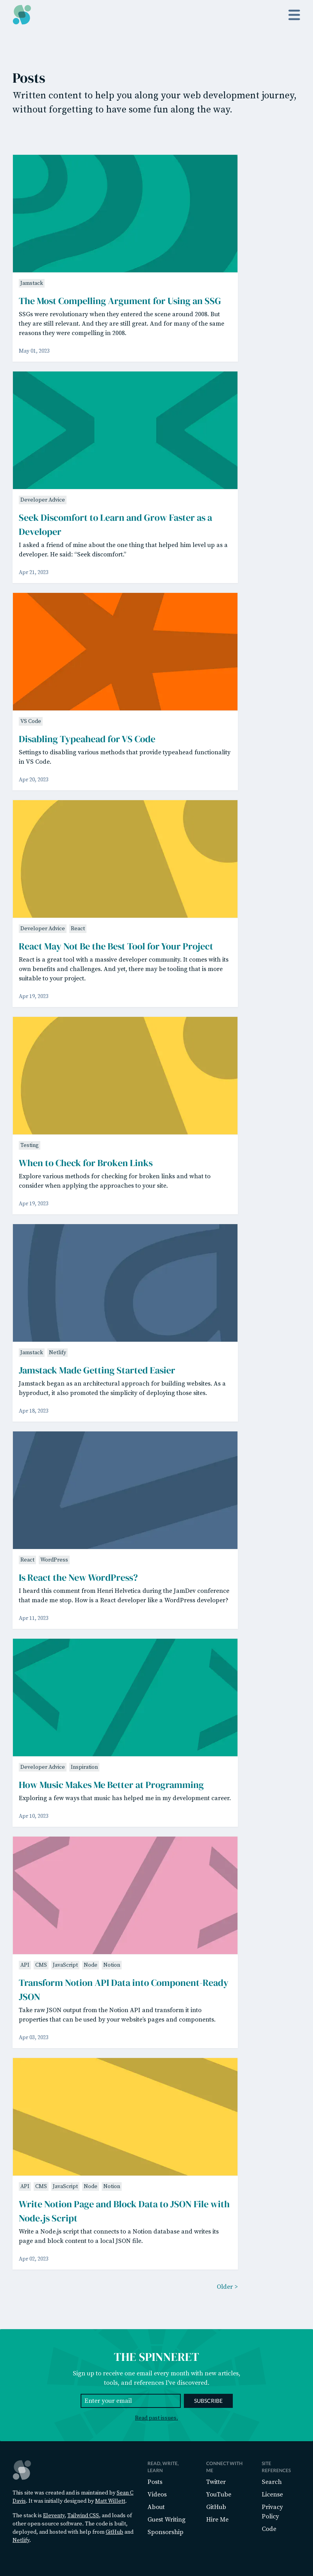 Posts
Written content to help you along your web development journey,
without forgetting to have some fun along the way.
Jamstack
The Most Compelling Argument for Using an SSG
SSGs were revolutionary when they entered the scene around 2008. But
they are still relevant. And they are still great. And for many of the same
reasons they were compelling in 2008.
May 01, 2023
Developer Advice
Seek Discomfort to Learn and Grow Faster as a
Developer
I asked a friend of mine about the one thing that helped him level up as a
developer. He said: “Seek discomfort.”
Apr 21, 2023
VS Code
Disabling Typeahead for VS Code
Settings to disabling various methods that provide typeahead functionality
in VS Code.
Apr 20, 2023
Developer Advice React
React May Not Be the Best Tool for Your Project
React is a great tool with a massive developer community. It comes with its
own benefits and challenges. And yet, there may be tooling that is more
suitable to your project.
Apr 19, 2023
Testing
When to Check for Broken Links
Explore various methods for checking for broken links and what to
consider when applying the approaches to your site.
Apr 19, 2023
Jamstack Netlify
Jamstack Made Getting Started Easier
Jamstack began as an architectural approach for building websites. As a
byproduct, it also promoted the simplicity of deploying those sites.
Apr 18, 2023
React WordPress
Is React the New WordPress?
I heard this comment from Henri Helvetica during the JamDev conference
that made me stop. How is a React developer like a WordPress developer?
Apr 11, 2023
Developer Advice Inspiration
How Music Makes Me Better at Programming
Exploring a few ways that music has helped me in my development career.
Apr 10, 2023
API CMS JavaScript Node Notion
Transform Notion API Data into Component-Ready
JSON
Take raw JSON output from the Notion API and transform it into
properties that can be used by your website's pages and components.
Apr 03, 2023
API CMS JavaScript Node Notion
Write Notion Page and Block Data to JSON File with
Node.js Script
Write a Node.js script that connects to a Notion database and writes its
page and block content to a local JSON file.
Apr 02, 2023
Older >
THE SPINNERET
Sign up to receive one email every month with new articles,
tools, and references I've discovered.
Enter your email
SUBSCRIBE
Read past issues.
This site was created and is maintained by Sean C
Davis. It was initially designed by Matt Willett.
The stack is Eleventy, Tailwind CSS, and loads of
other open source software. The code is built,
deployed, and hosted with help from GitHub and
Netlify.
READ, WRITE,
LEARN
Posts
Videos
About
Guest Writing
Sponsorship
CONNECT WITH
ME
Twitter
YouTube
GitHub
Hire Me
SITE
REFERENCES
Search
License
Privacy
Policy
Code